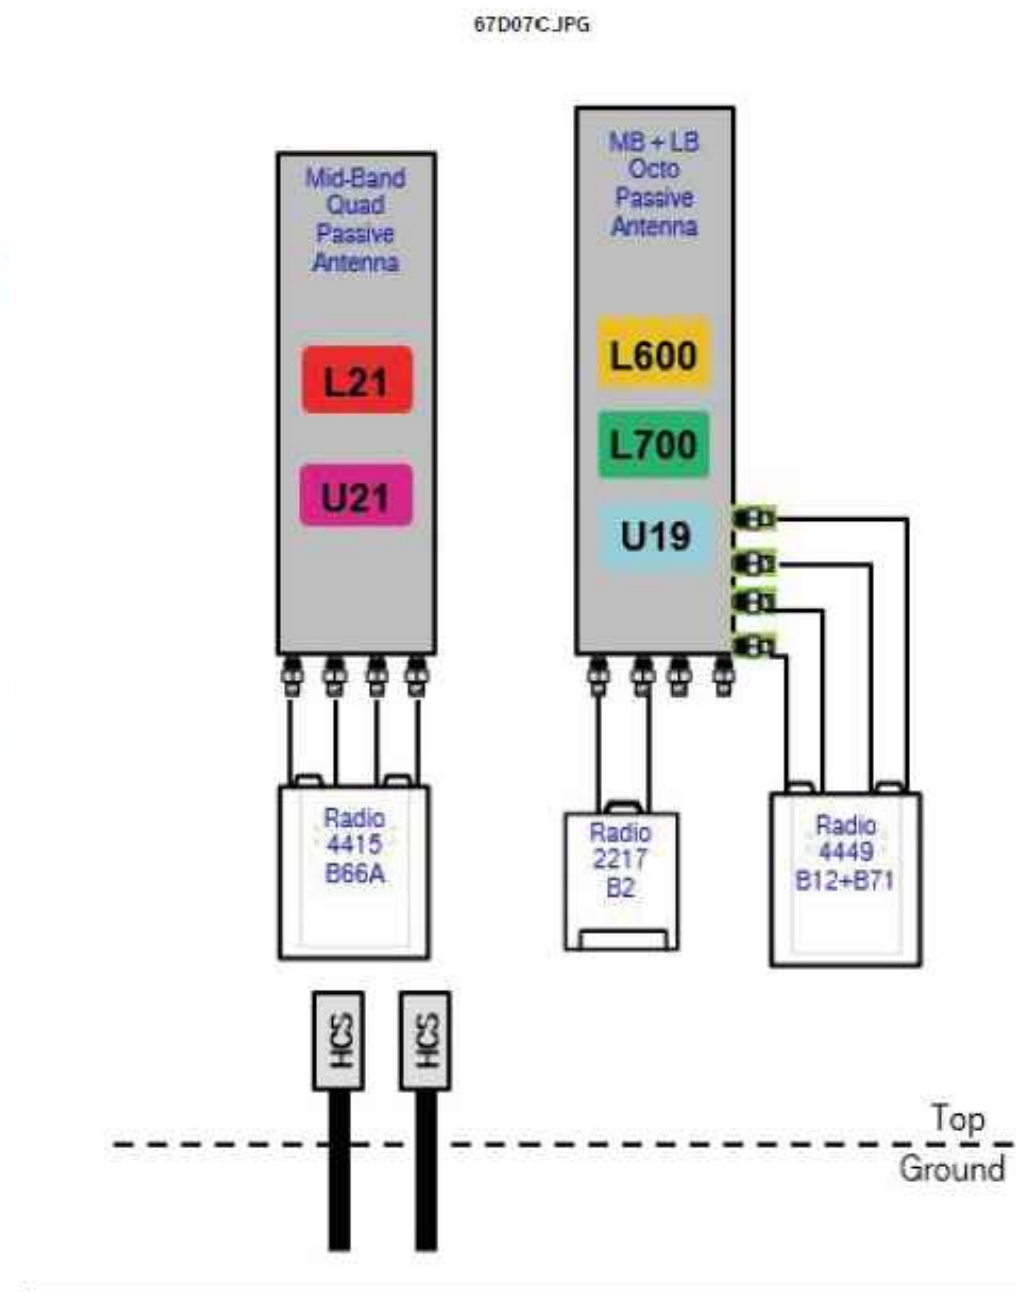 67D07C.JPG
Mid-Band
Quad
Passive
Antenna
L21
U21
MB + LB
Octo
Passive
Antenna
L600
L700
U19
Radio
4415
B66A
Radio
2217
B2
Radio
4449
B12+B71
HCS
HCS
Top
Ground